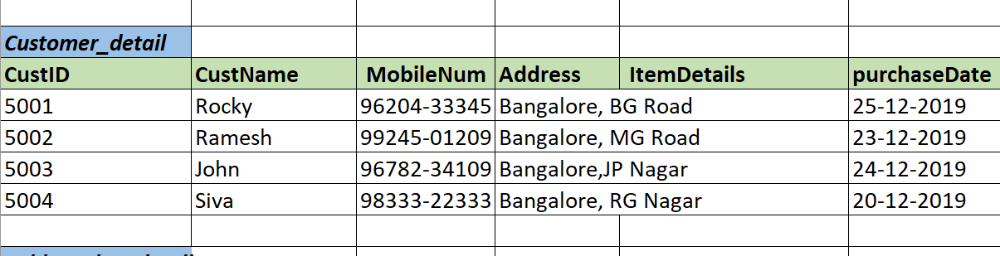 Customer_detail
CustID CustName MobileNum Address ItemDetails purchaseDate
5001 Rocky 96204-33345 Bangalore, BG Road 25-12-2019
5002 Ramesh 99245-01209 Bangalore, MG Road 23-12-2019
5003 John 96782-34109 Bangalore,JP Nagar 24-12-2019
5004 Siva 98333-22333 Bangalore, RG Nagar 20-12-2019